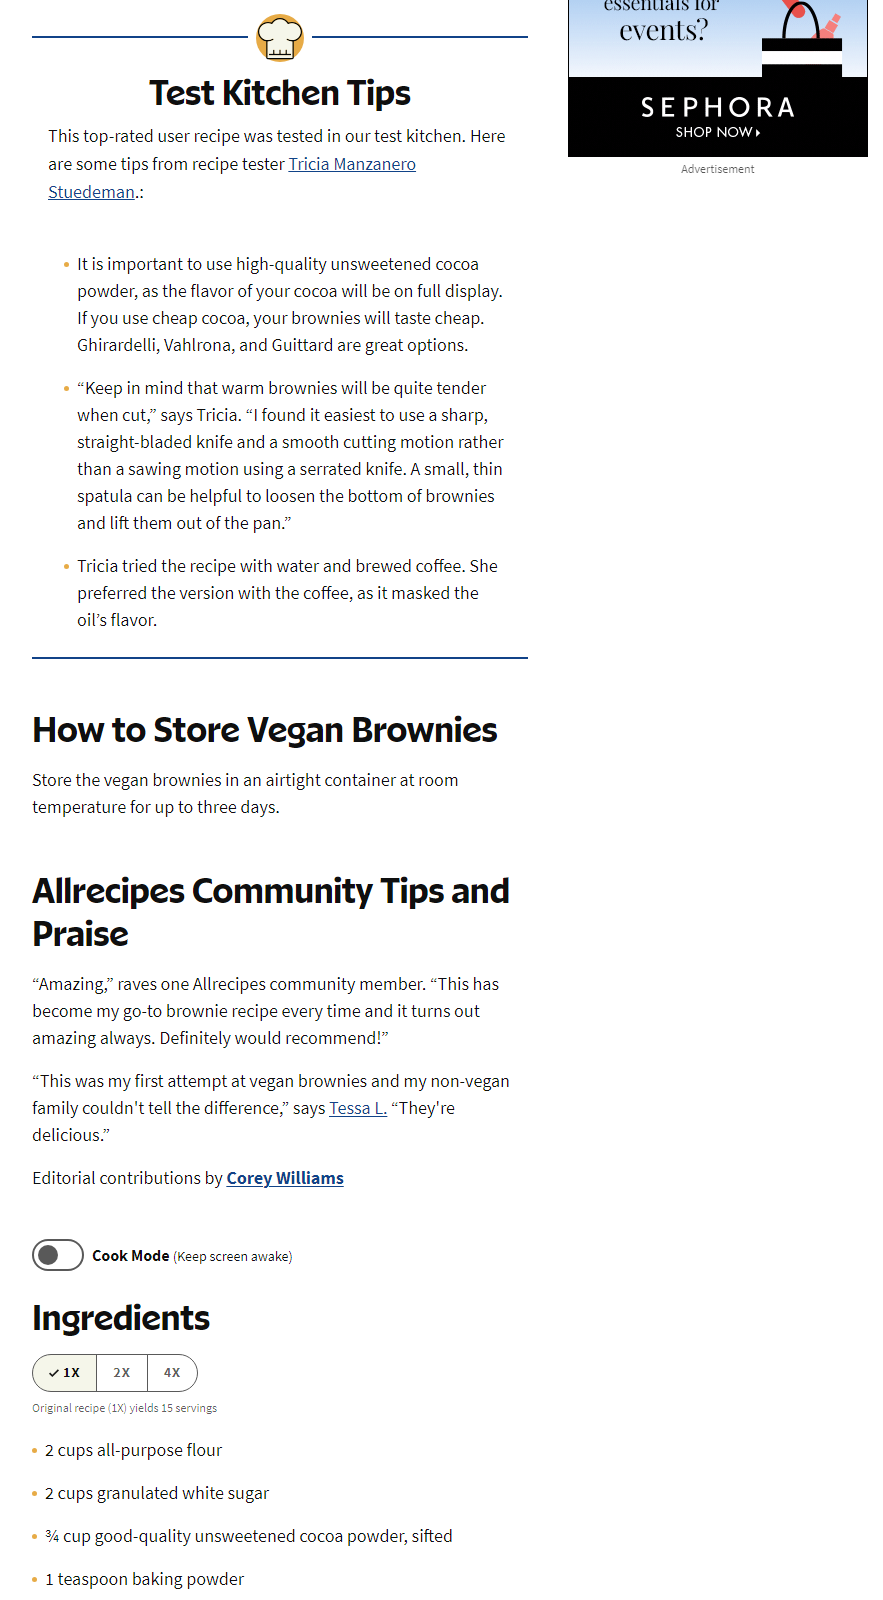 essentials for
events?
SEPHORA
SHOP NOW
Advertisement
Test Kitchen Tips
This top-rated user recipe was tested in our test kitchen. Here
are some tips from recipe tester Tricia Manzanero
Stuedeman.:
It is important to use high-quality unsweetened cocoa
powder, as the flavor of your cocoa will be on full display.
If you use cheap cocoa, your brownies will taste cheap.
Ghirardelli, Vahlrona, and Guittard are great options.
“Keep in mind that warm brownies will be quite tender
when cut,” says Tricia. “I found it easiest to use a sharp,
straight-bladed knife and a smooth cutting motion rather
than a sawing motion using a serrated knife. A small, thin
spatula can be helpful to loosen the bottom of brownies
and lift them out of the pan.”
Tricia tried the recipe with water and brewed coffee. She
preferred the version with the coffee, as it masked the
oil’s flavor.
How to Store Vegan Brownies
Store the vegan brownies in an airtight container at room
temperature for up to three days.
Allrecipes Community Tips and
Praise
“Amazing,” raves one Allrecipes community member. “This has
become my go-to brownie recipe every time and it turns out
amazing always. Definitely would recommend!”
“This was my first attempt at vegan brownies and my non-vegan
family couldn't tell the difference,” says Tessa L. “They're
delicious.”
Editorial contributions by Corey Williams
Cook Mode (Keep screen awake)
Ingredients
1X 2X 4X
Original recipe (1X) yields 15 servings
2 cups all-purpose flour
2 cups granulated white sugar
¾ cup good-quality unsweetened cocoa powder, sifted
1 teaspoon baking powder